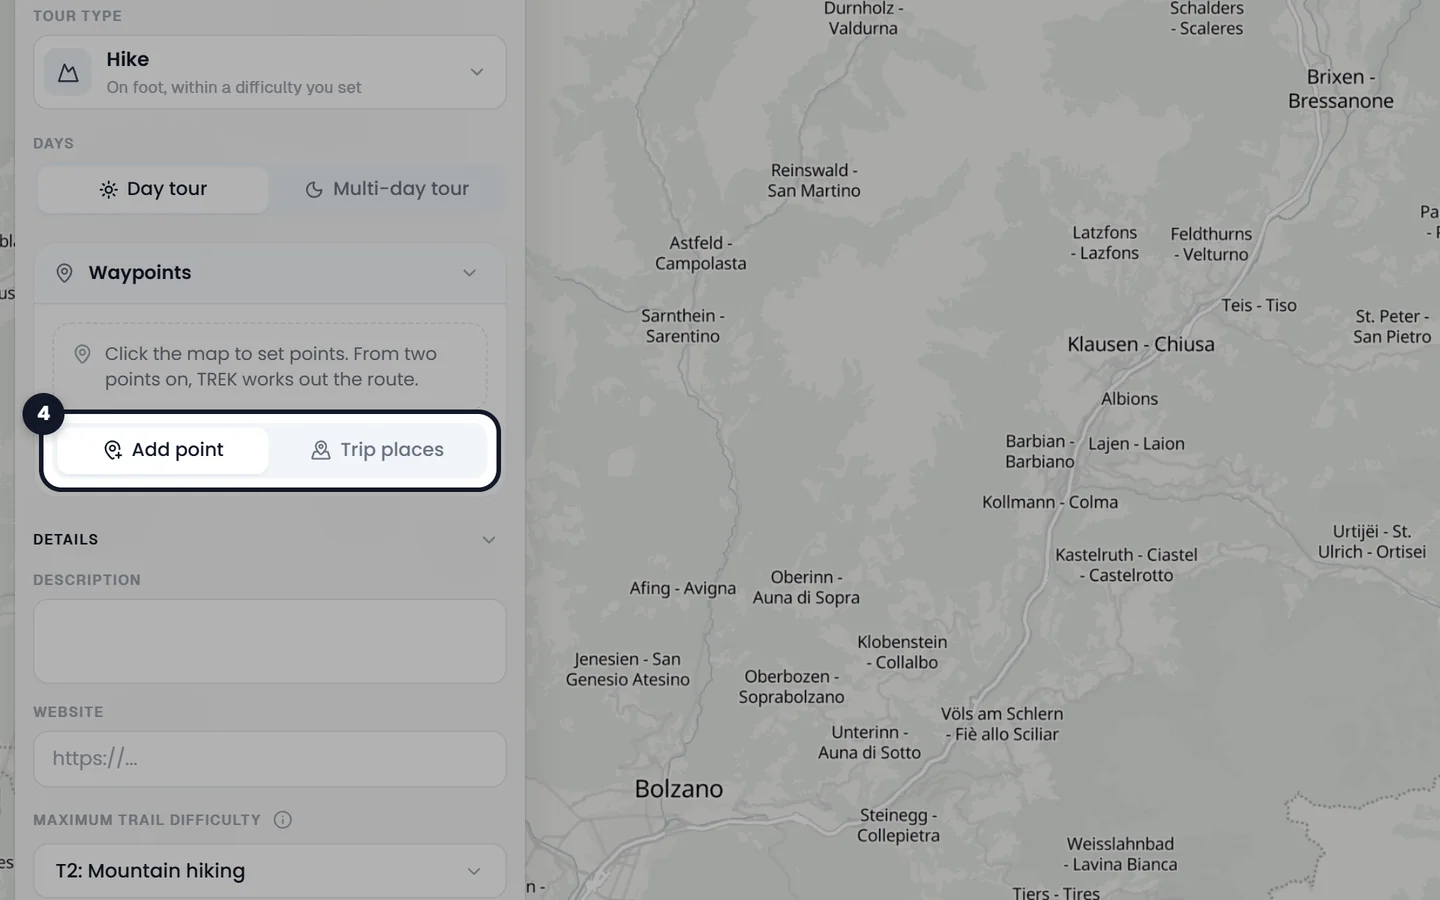 TOUR TYPE
Hike
On foot, within a difficulty you set
DAYS
Day tour
Multi-day tour
Waypoints
Click the map to set points. From two
points on, TREK works out the route.
4
Add point
Trip places
DETAILS
DESCRIPTION
WEBSITE
https://...
MAXIMUM TRAIL DIFFICULTY
T2: Mountain hiking
Durnholz -
Valdurna
Schalders
- Scaleres
Brixen -
Bressanone
Reinswald -
San Martino
Astfeld -
Campolasta
Latzfons
- Lazfons
Feldthurns
- Velturno
Sarnthein -
Sarentino
Teis - Tiso
St. Peter -
San Pietro
Klausen - Chiusa
Albions
Barbian -
Barbiano
Lajen - Laion
Kollmann - Colma
Urtijëi - St.
Ulrich - Ortisei
Kastelruth - Ciastel
- Castelrotto
Afing - Avigna
Oberinn -
Auna di Sopra
Klobenstein
- Collalbo
Jenesien - San
Genesio Atesino
Oberbozen -
Soprabolzano
Völs am Schlern
- Fiè allo Sciliar
Unterinn -
Auna di Sotto
Bolzano
Steinegg -
Collepietra
Weisslahnbad
- Lavina Bianca
Tiers - Tires